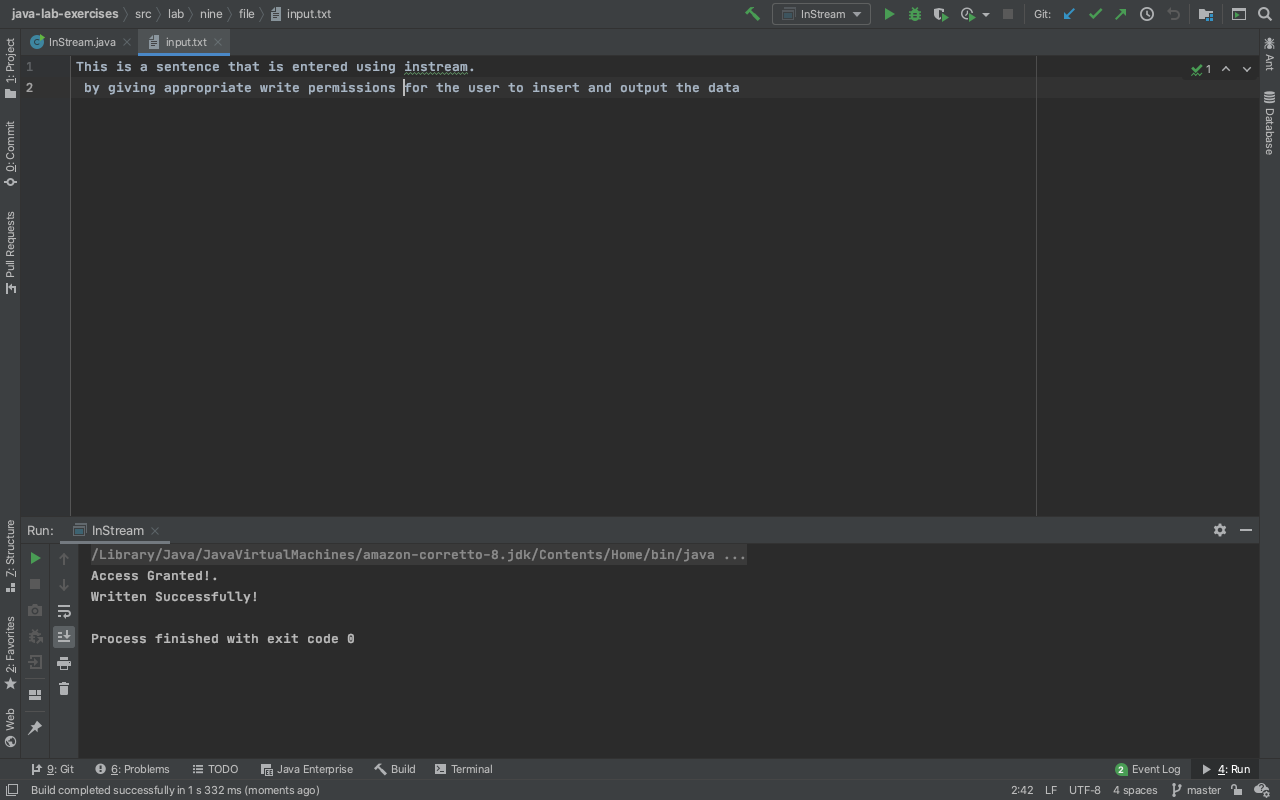 java-lab-exercises 〉 src 〉 lab 〉 nine 〉 file 〉 input.txt
InStream
Git:
InStream.java
input.txt
1: Project
0: Commit
Pull Requests
Ant
Database
1 This is a sentence that is entered using instream.
2 by giving appropriate write permissions for the user to insert and output the data
1
7: Structure
2: Favorites
Web
Run: InStream
/Library/Java/JavaVirtualMachines/amazon-corretto-8.jdk/Contents/Home/bin/java ...
Access Granted!.
Written Successfully!
Process finished with exit code 0
9: Git 6: Problems TODO Java Enterprise Build Terminal 2 Event Log 4: Run
Build completed successfully in 1 s 332 ms (moments ago) 2:42 LF UTF-8 4 spaces master